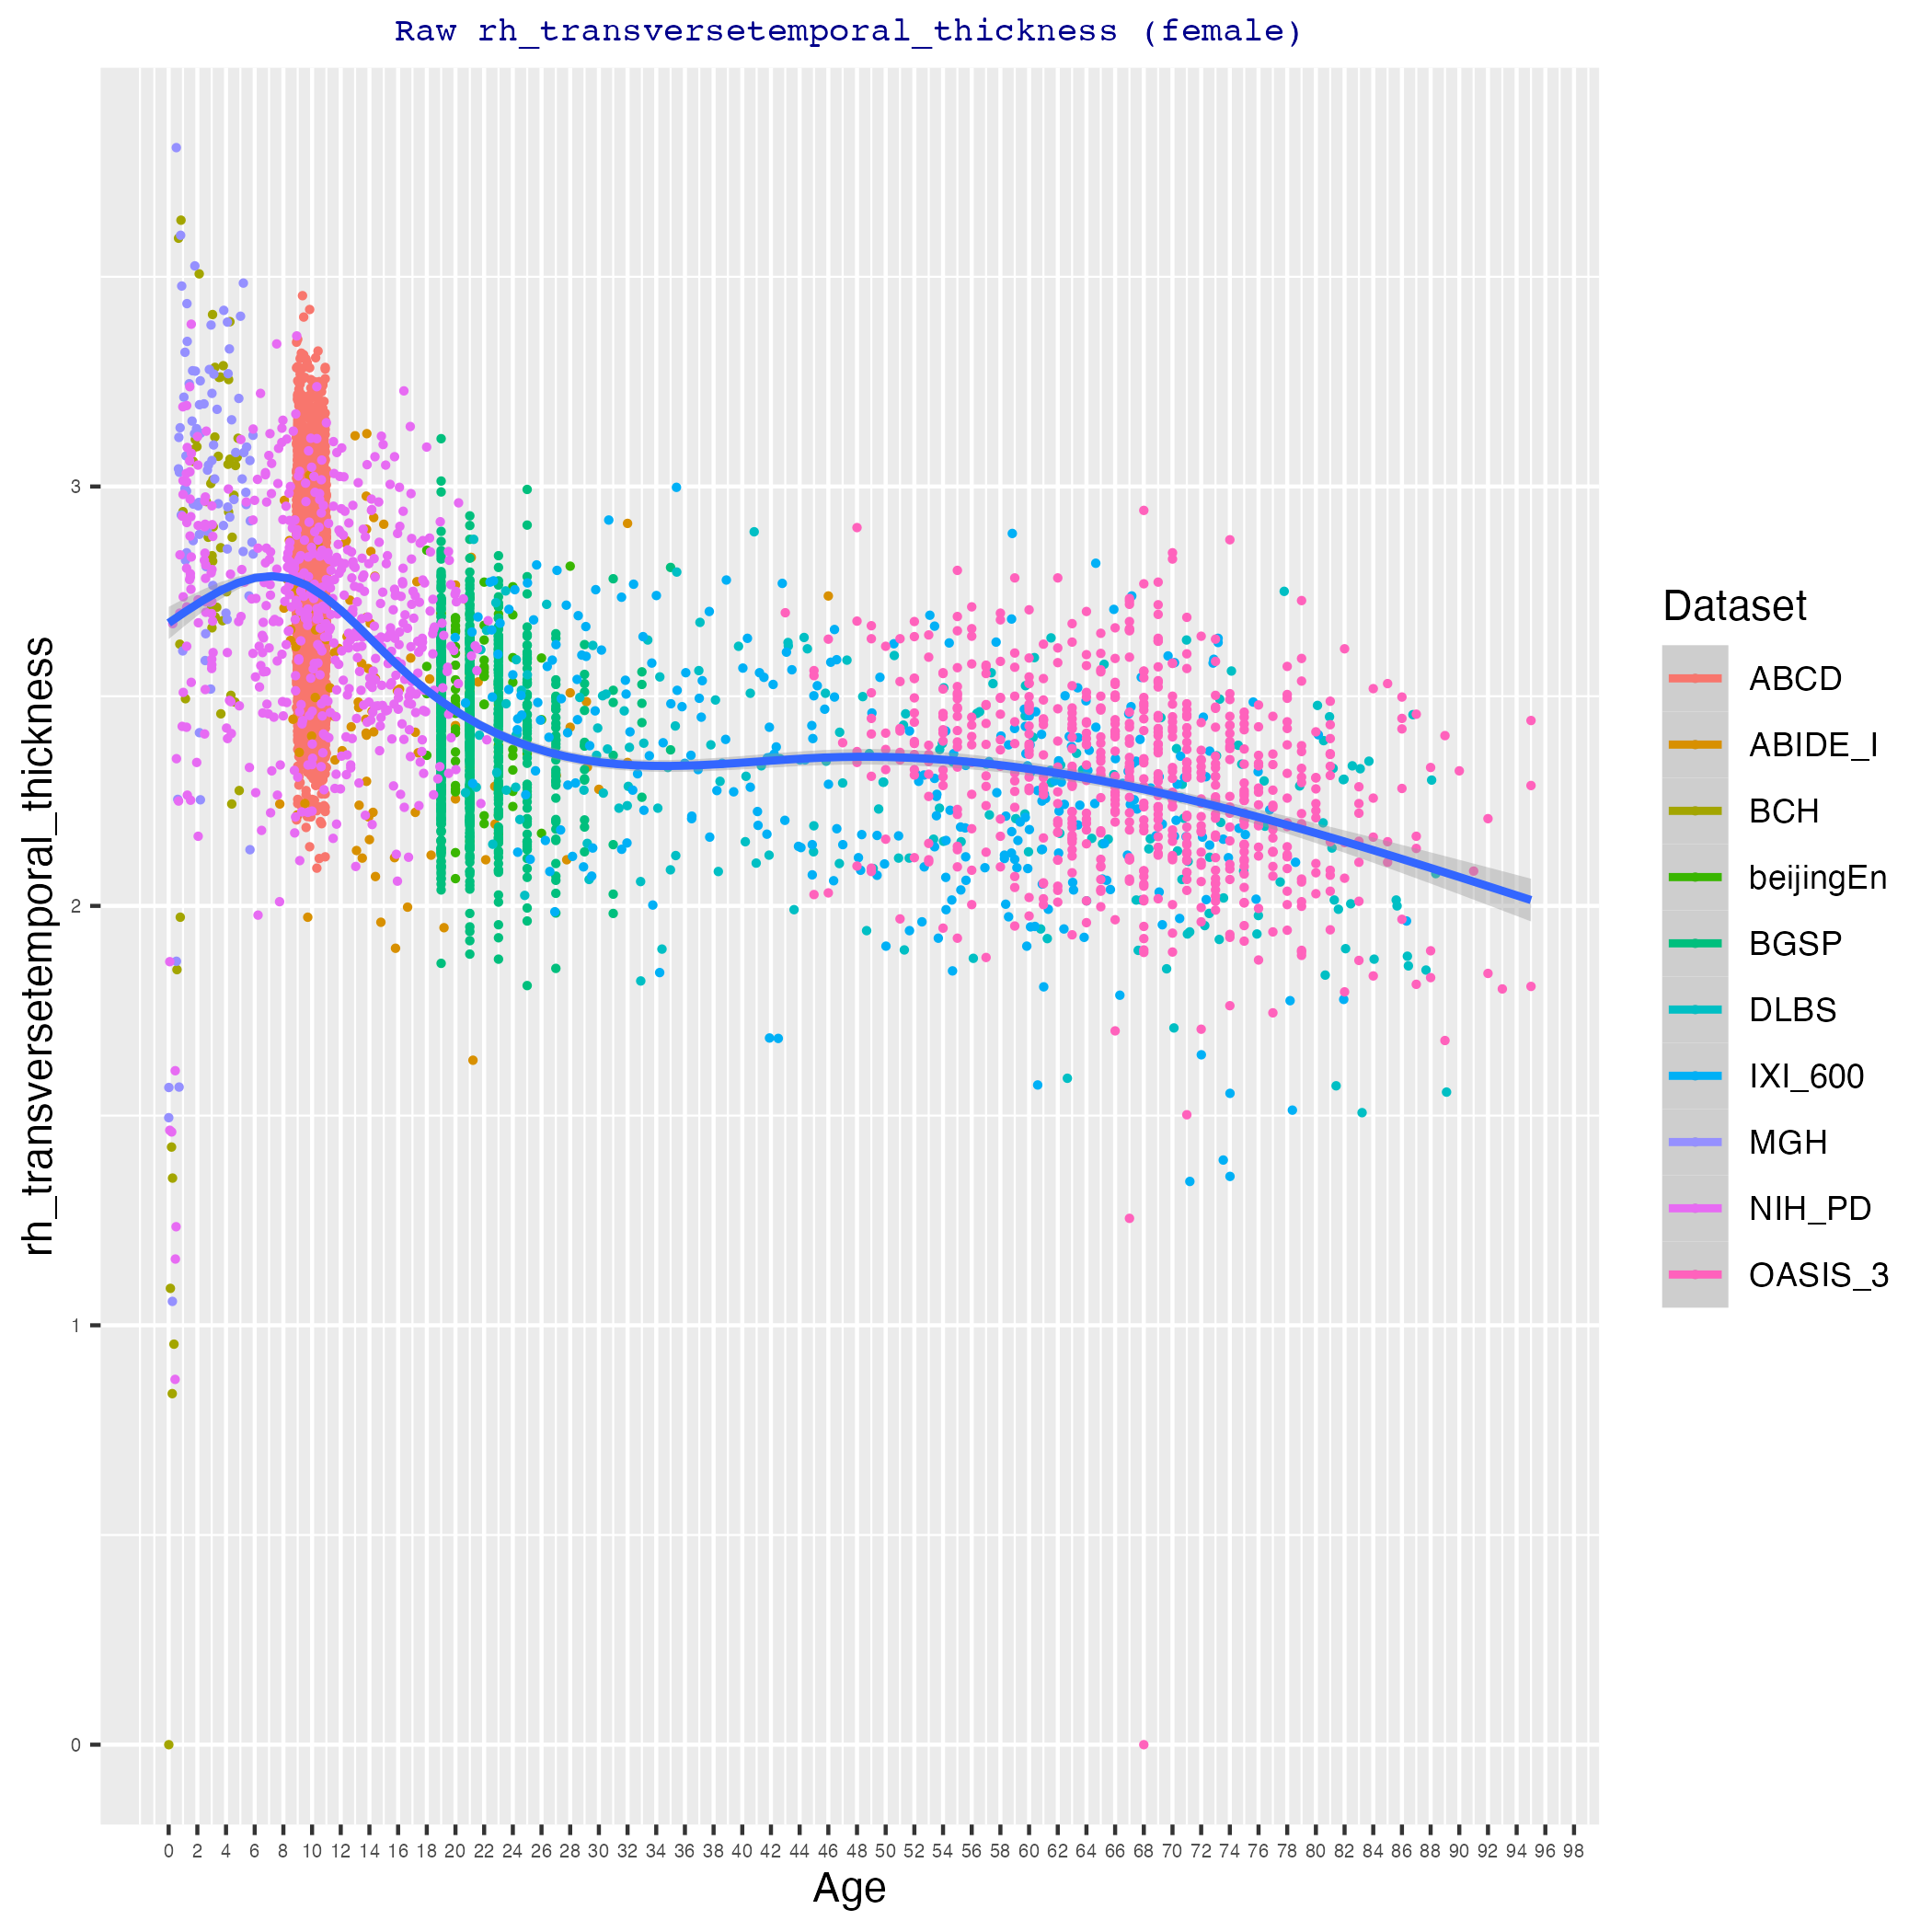 Raw rh_transversetemporal_thickness (female)
rh_transversetemporal_thickness
3
2
1
0
0 2 4 6 8 10 12 14 16 18 20 22 24 26 28 30 32 34 36 38 40 42 44 46 48 50 52 54 56 58 60 62 64 66 68 70 72 74 76 78 80 82 84 86 88 90 92 94 96 98
Age
Dataset
ABCD
ABIDE_I
BCH
beijingEn
BGSP
DLBS
IXI_600
MGH
NIH_PD
OASIS_3